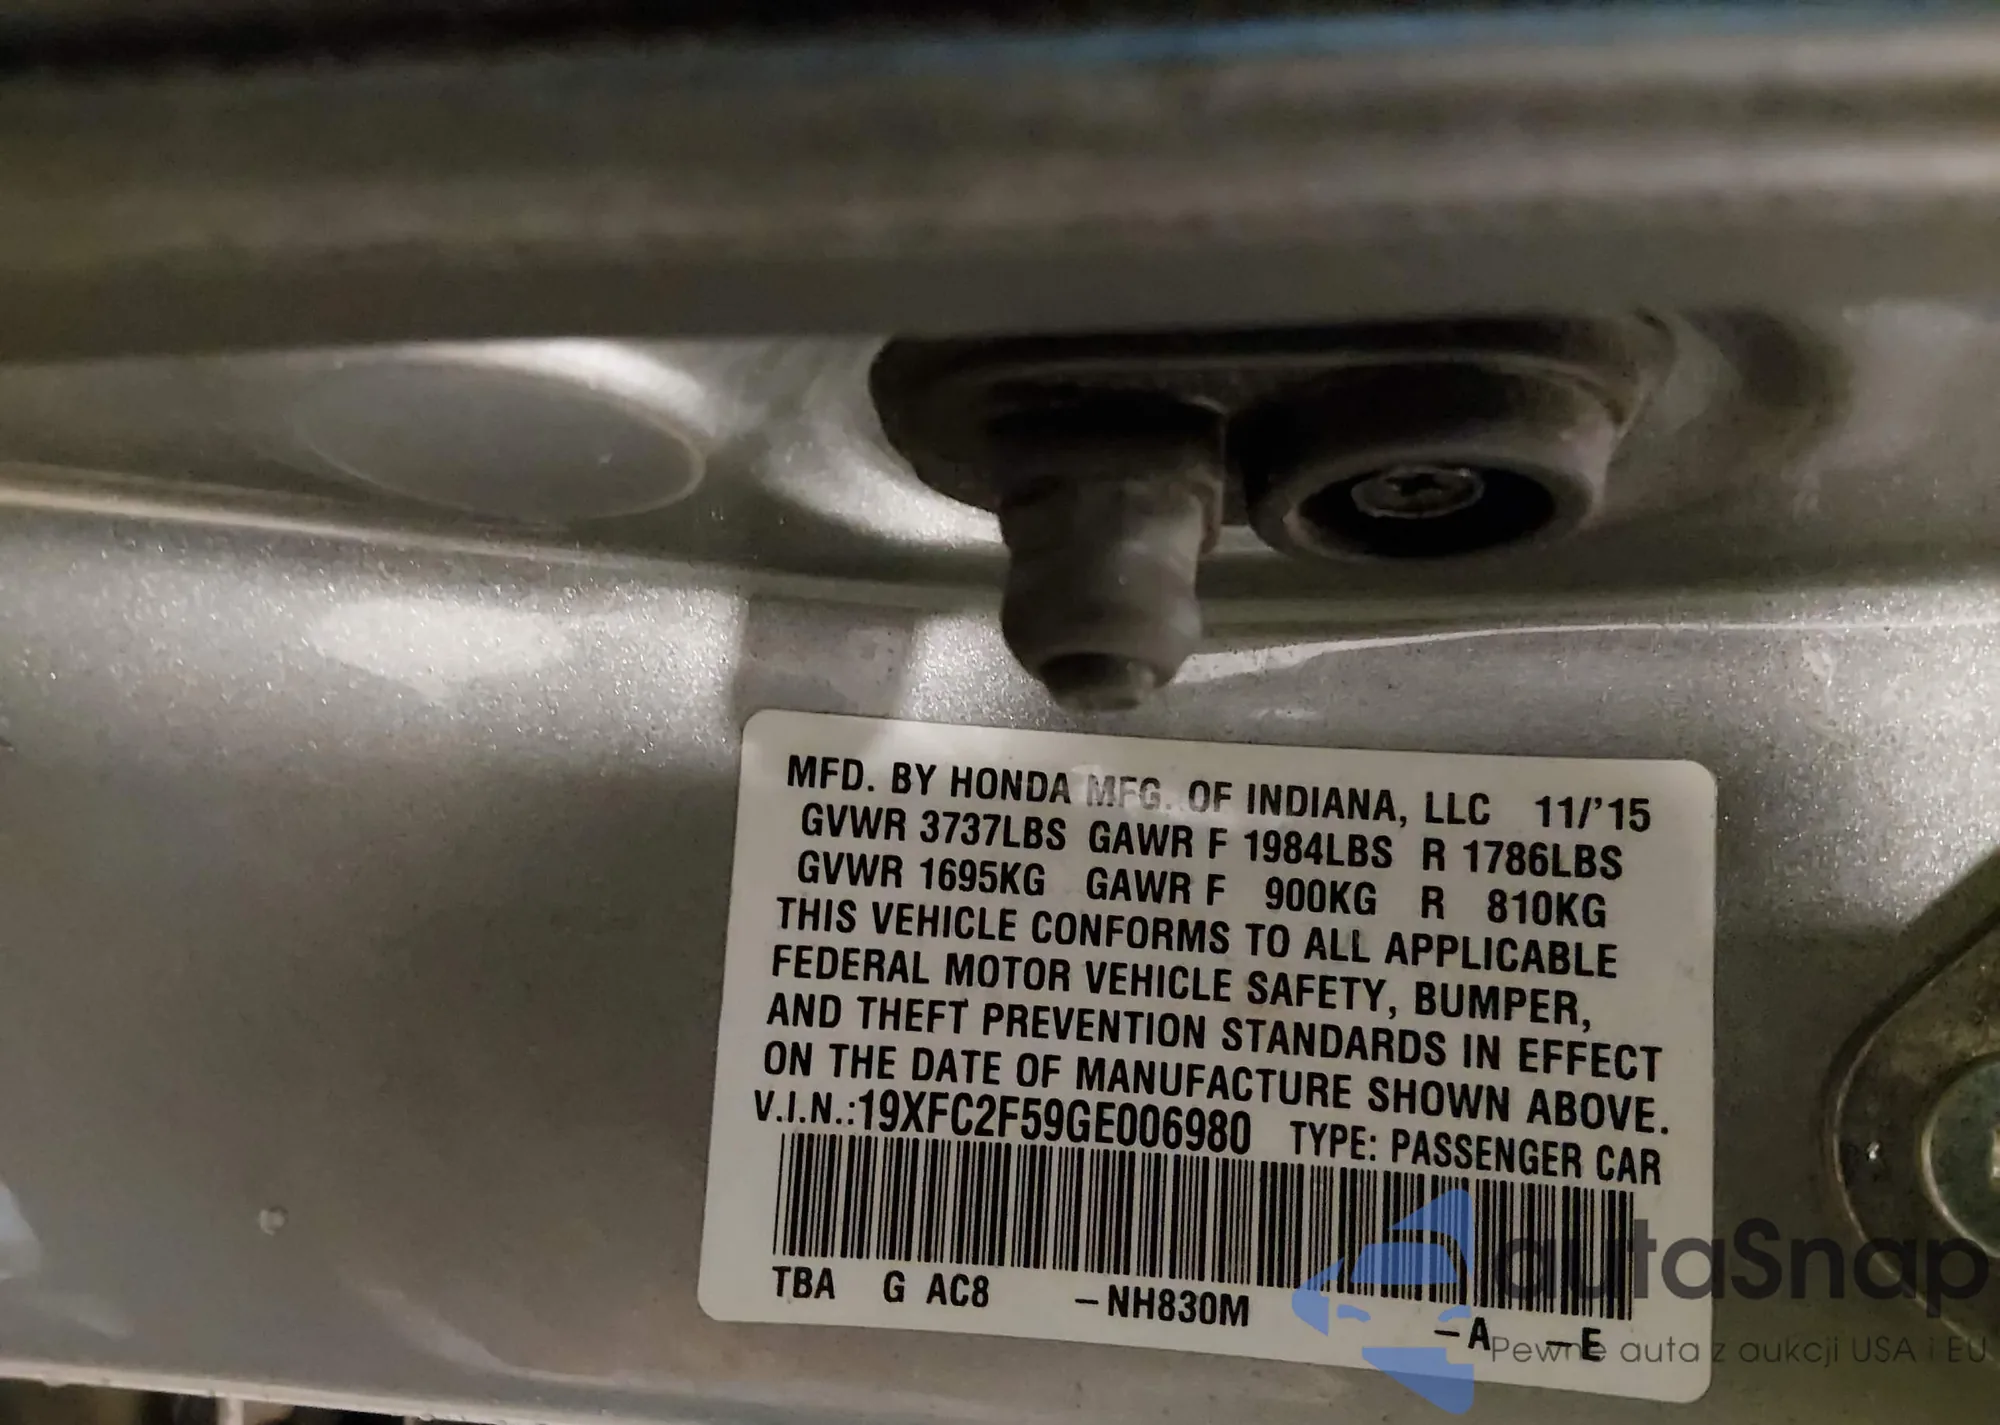 MFD. BY HONDA MFG. OF INDIANA, LLC 11/'15
GVWR 3737LBS GAWR F 1984LBS R 1786LBS
GVWR 1695KG GAWR F 900KG R 810KG
THIS VEHICLE CONFORMS TO ALL APPLICABLE
FEDERAL MOTOR VEHICLE SAFETY, BUMPER,
AND THEFT PREVENTION STANDARDS IN EFFECT
ON THE DATE OF MANUFACTURE SHOWN ABOVE.
V.I.N.:19XFC2F59GE006980 TYPE: PASSENGER CAR
TBA G AC8 -NH830M -A -E
autaSnap
Pewne auta z aukcji USA i EU